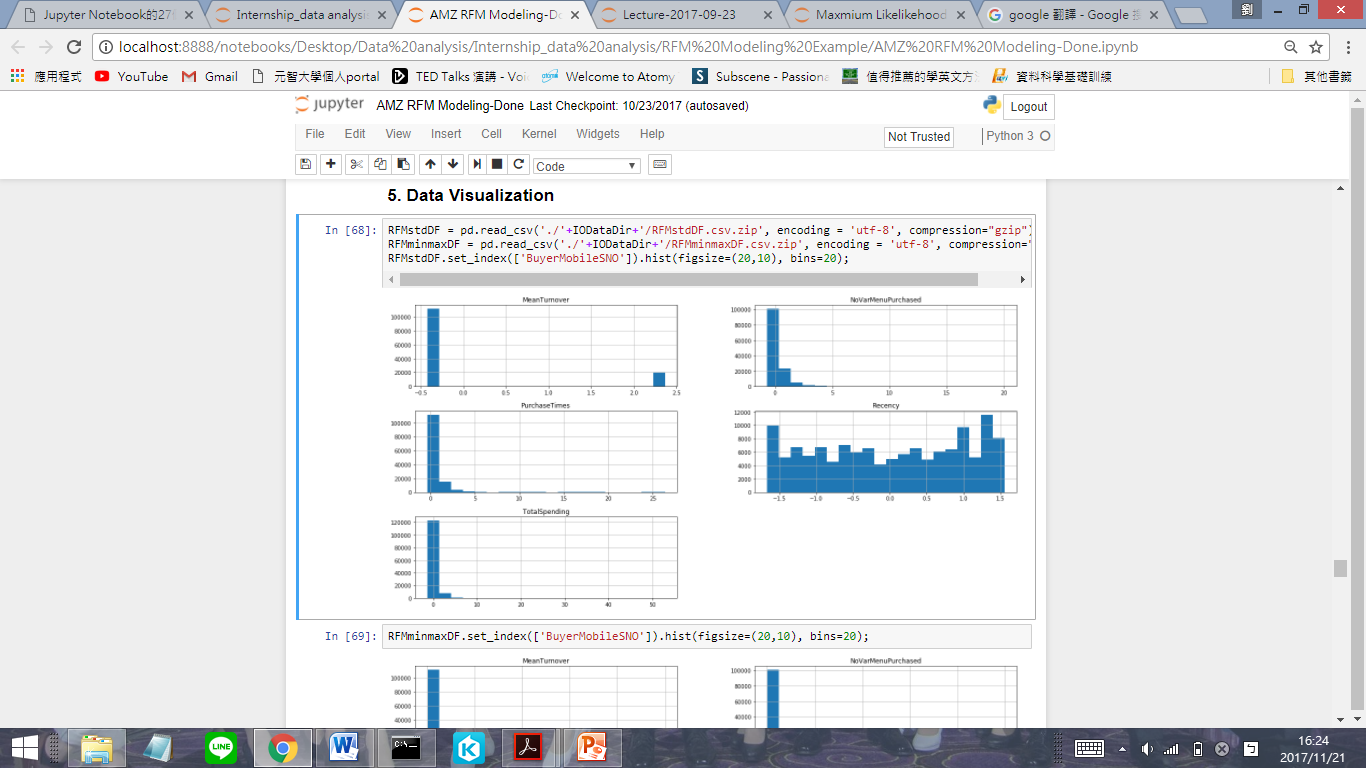 Jupyter Notebook的27個
Internship_data analysis
AMZ RFM Modeling-Do
Lecture-2017-09-23
Maxmium Likelikehood
google 翻譯 - Google
劉
localhost:8888/notebooks/Desktop/Data%20analysis/Internship_data%20analysis/RFM%20Modeling%20Example/AMZ%20RFM%20Modeling-Done.ipynb
應用程式
YouTube
Gmail
元智大學個人portal
TED Talks 演講 - Voi
Welcome to Atomy
Subscene - Passiona
值得推薦的學英文方
資料科學基礎訓練
其他書籤
jupyter AMZ RFM Modeling-Done Last Checkpoint: 10/23/2017 (autosaved)
Logout
File Edit View Insert Cell Kernel Widgets Help
Not Trusted
Python 3
Code
5. Data Visualization
In [68]:
RFMstdDF = pd.read_csv('./'+IODataDir+'/RFMstdDF.csv.zip', encoding = 'utf-8', compression="gzip")
RFMminmaxDF = pd.read_csv('./'+IODataDir+'/RFMminmaxDF.csv.zip', encoding = 'utf-8', compression="
RFMstdDF.set_index(['BuyerMobileSNO']).hist(figsize=(20,10), bins=20);
MeanTurnover
100000
80000
60000
40000
20000
0
−0.5 0.0 0.5 1.0 1.5 2.0 2.5
NoVarMenuPurchased
100000
80000
60000
40000
20000
0
0 5 10 15 20
PurchaseTimes
100000
80000
60000
40000
20000
0
0 5 10 15 20 25
Recency
12000
10000
8000
6000
4000
2000
0
−1.5 −1.0 −0.5 0.0 0.5 1.0 1.5
TotalSpending
120000
100000
80000
60000
40000
20000
0
0 10 20 30 40 50
In [69]:
RFMminmaxDF.set_index(['BuyerMobileSNO']).hist(figsize=(20,10), bins=20);
MeanTurnover
100000
80000
60000
40000
NoVarMenuPurchased
100000
80000
60000
40000
LINE
16:24
2017/11/21